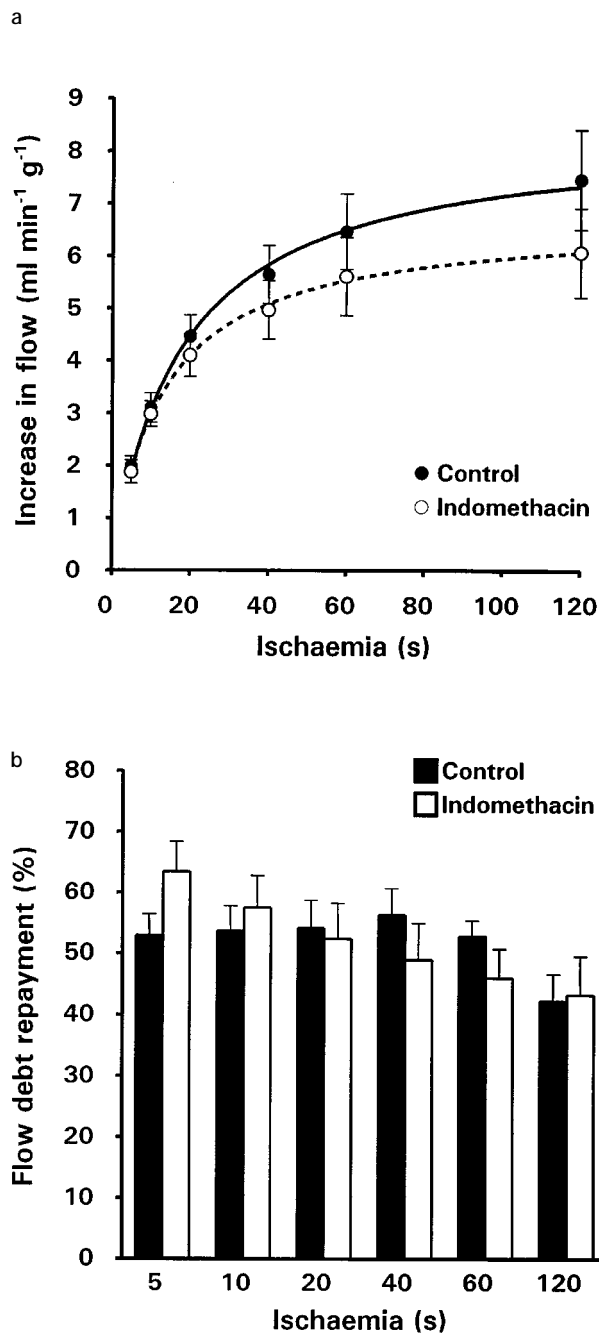 a
Increase in flow (ml min⁻¹ g⁻¹)
9
8
7
6
5
4
3
2
1
0
Control
Indomethacin
0 20 40 60 80 100 120
Ischaemia (s)
b
Flow debt repayment (%)
80
70
60
50
40
30
20
10
0
Control
Indomethacin
5 10 20 40 60 120
Ischaemia (s)